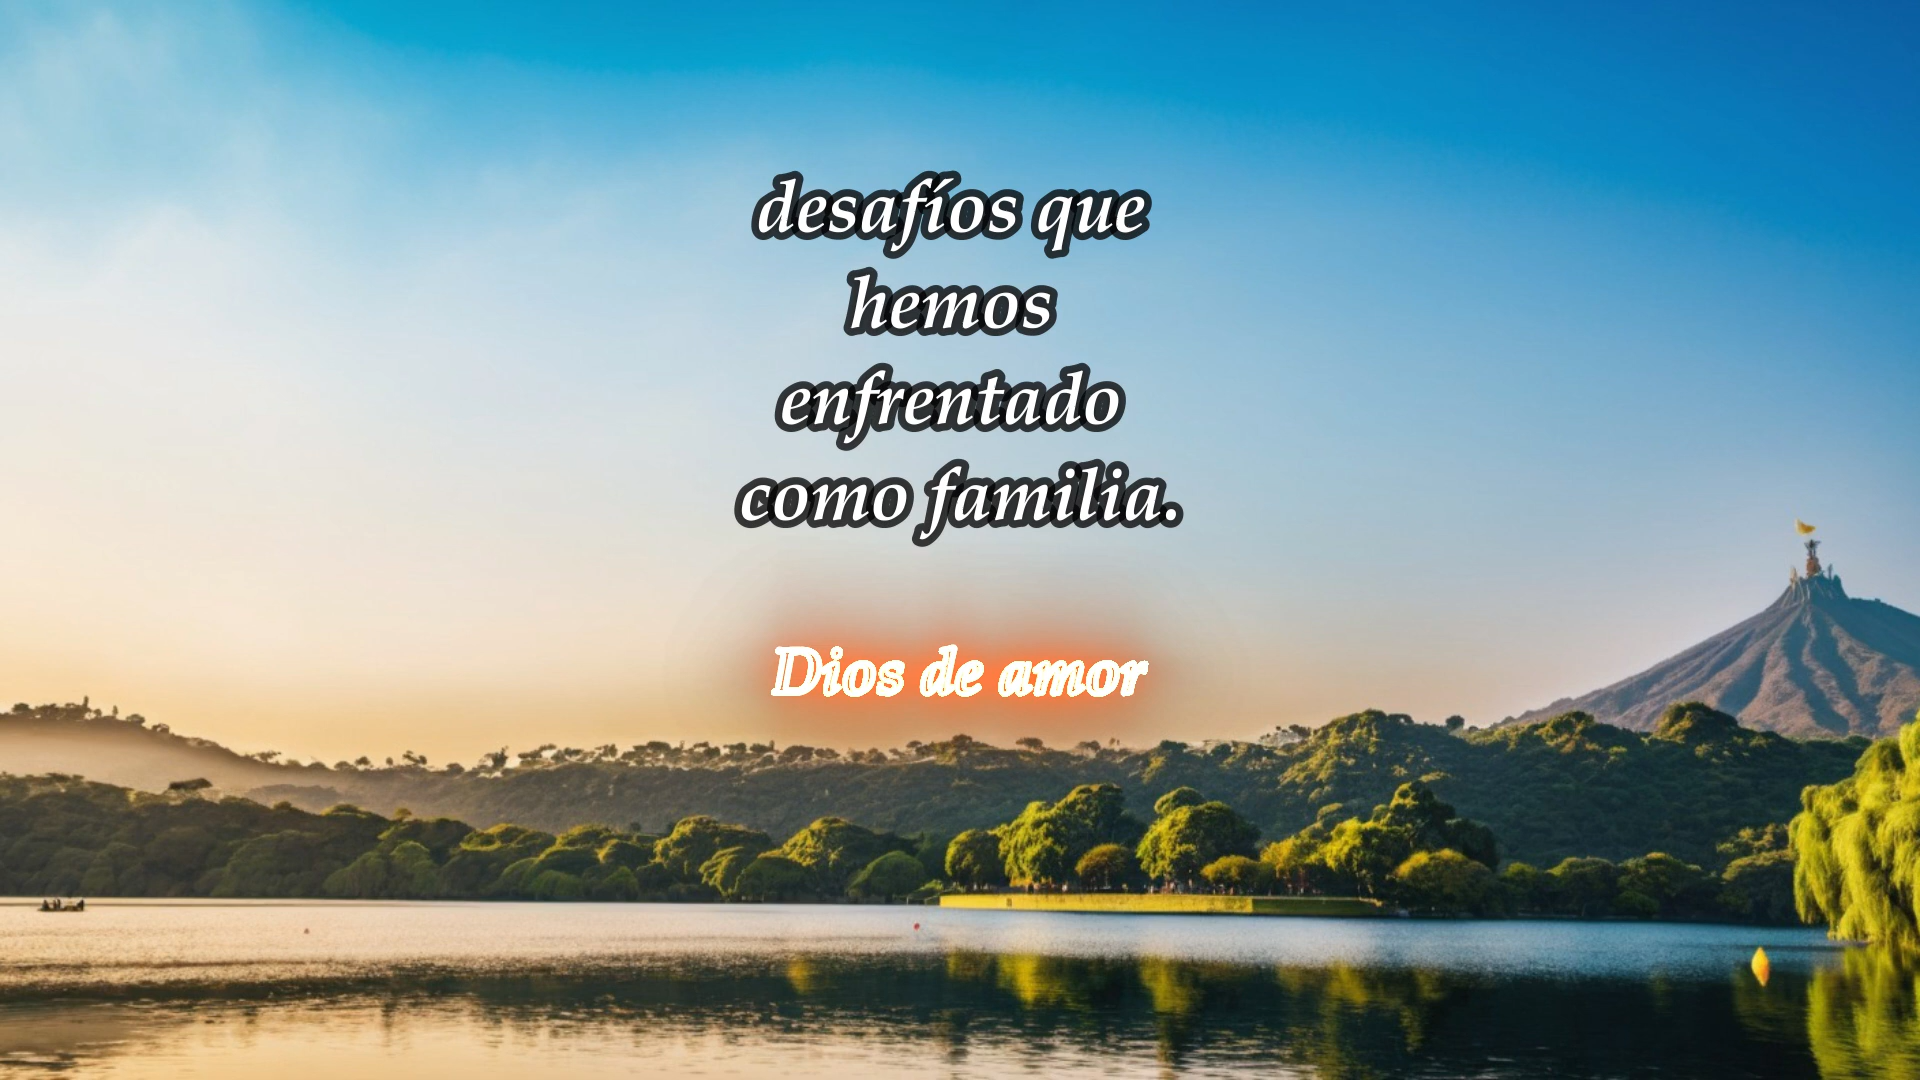 desafíos que
hemos
enfrentado
como familia.
Dios de amor